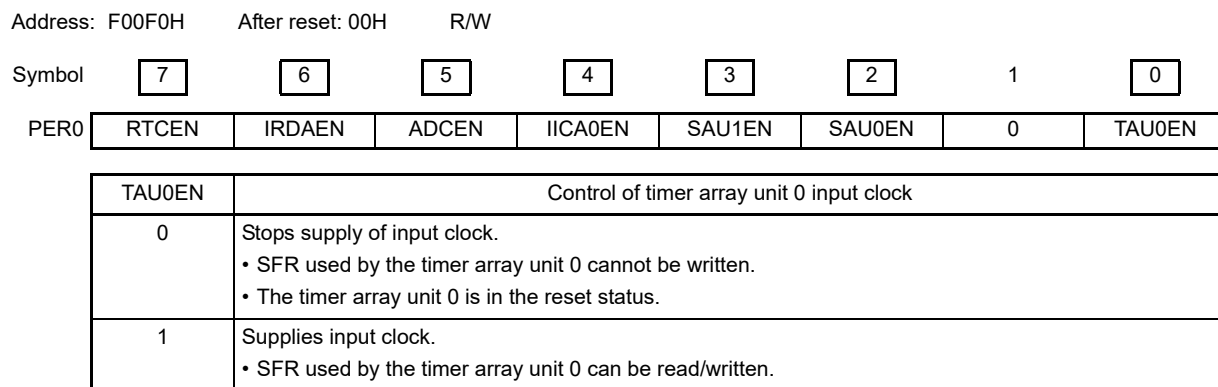 Address: F00F0H After reset: 00H R/W
Symbol 7 6 5 4 3 2 1 0
PER0 RTCEN IRDAEN ADCEN IICA0EN SAU1EN SAU0EN 0 TAU0EN
TAU0EN Control of timer array unit 0 input clock
0 Stops supply of input clock.
• SFR used by the timer array unit 0 cannot be written.
• The timer array unit 0 is in the reset status.
1 Supplies input clock.
• SFR used by the timer array unit 0 can be read/written.